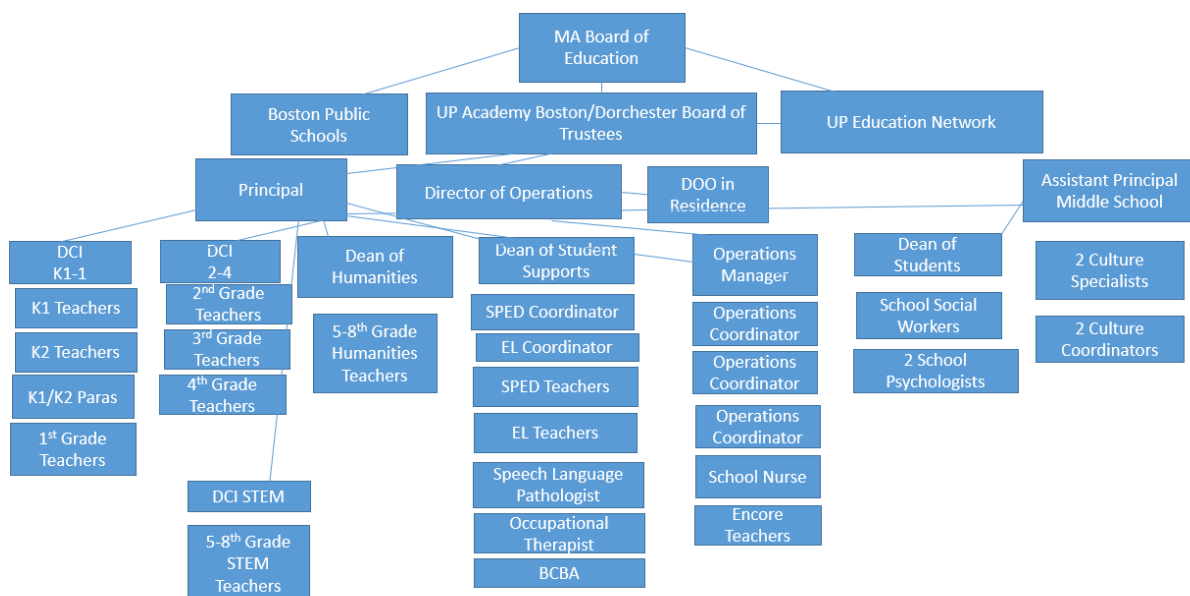 MA Board of
Education
Boston Public
Schools
UP Academy Boston/Dorchester Board of
Trustees
UP Education Network
Principal
Director of Operations
DOO in
Residence
Assistant Principal
Middle School
DCI
K1-1
K1 Teachers
K2 Teachers
K1/K2 Paras
1st Grade
Teachers
DCI
2-4
2nd Grade
Teachers
3rd Grade
Teachers
4th Grade
Teachers
DCI STEM
5-8th Grade
STEM
Teachers
Dean of
Humanities
5-8th Grade
Humanities
Teachers
Dean of Student
Supports
SPED Coordinator
EL Coordinator
SPED Teachers
EL Teachers
Speech Language
Pathologist
Occupational
Therapist
BCBA
Operations
Manager
Operations
Coordinator
Operations
Coordinator
Operations
Coordinator
School Nurse
Encore
Teachers
Dean of
Students
School Social
Workers
2 School
Psychologists
2 Culture
Specialists
2 Culture
Coordinators